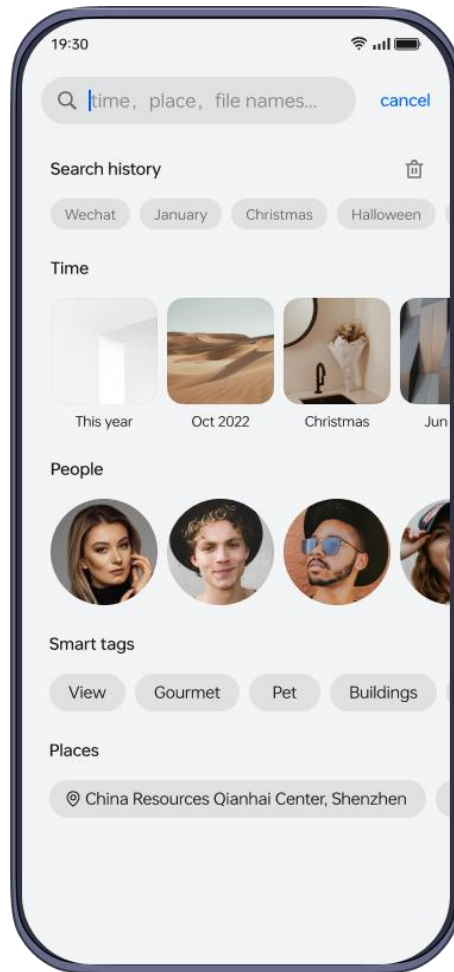 19:30
time, place, file names...
cancel
Search history
Wechat January Christmas Halloween
Time
This year Oct 2022 Christmas Jun
People
Smart tags
View Gourmet Pet Buildings
Places
China Resources Qianhai Center, Shenzhen